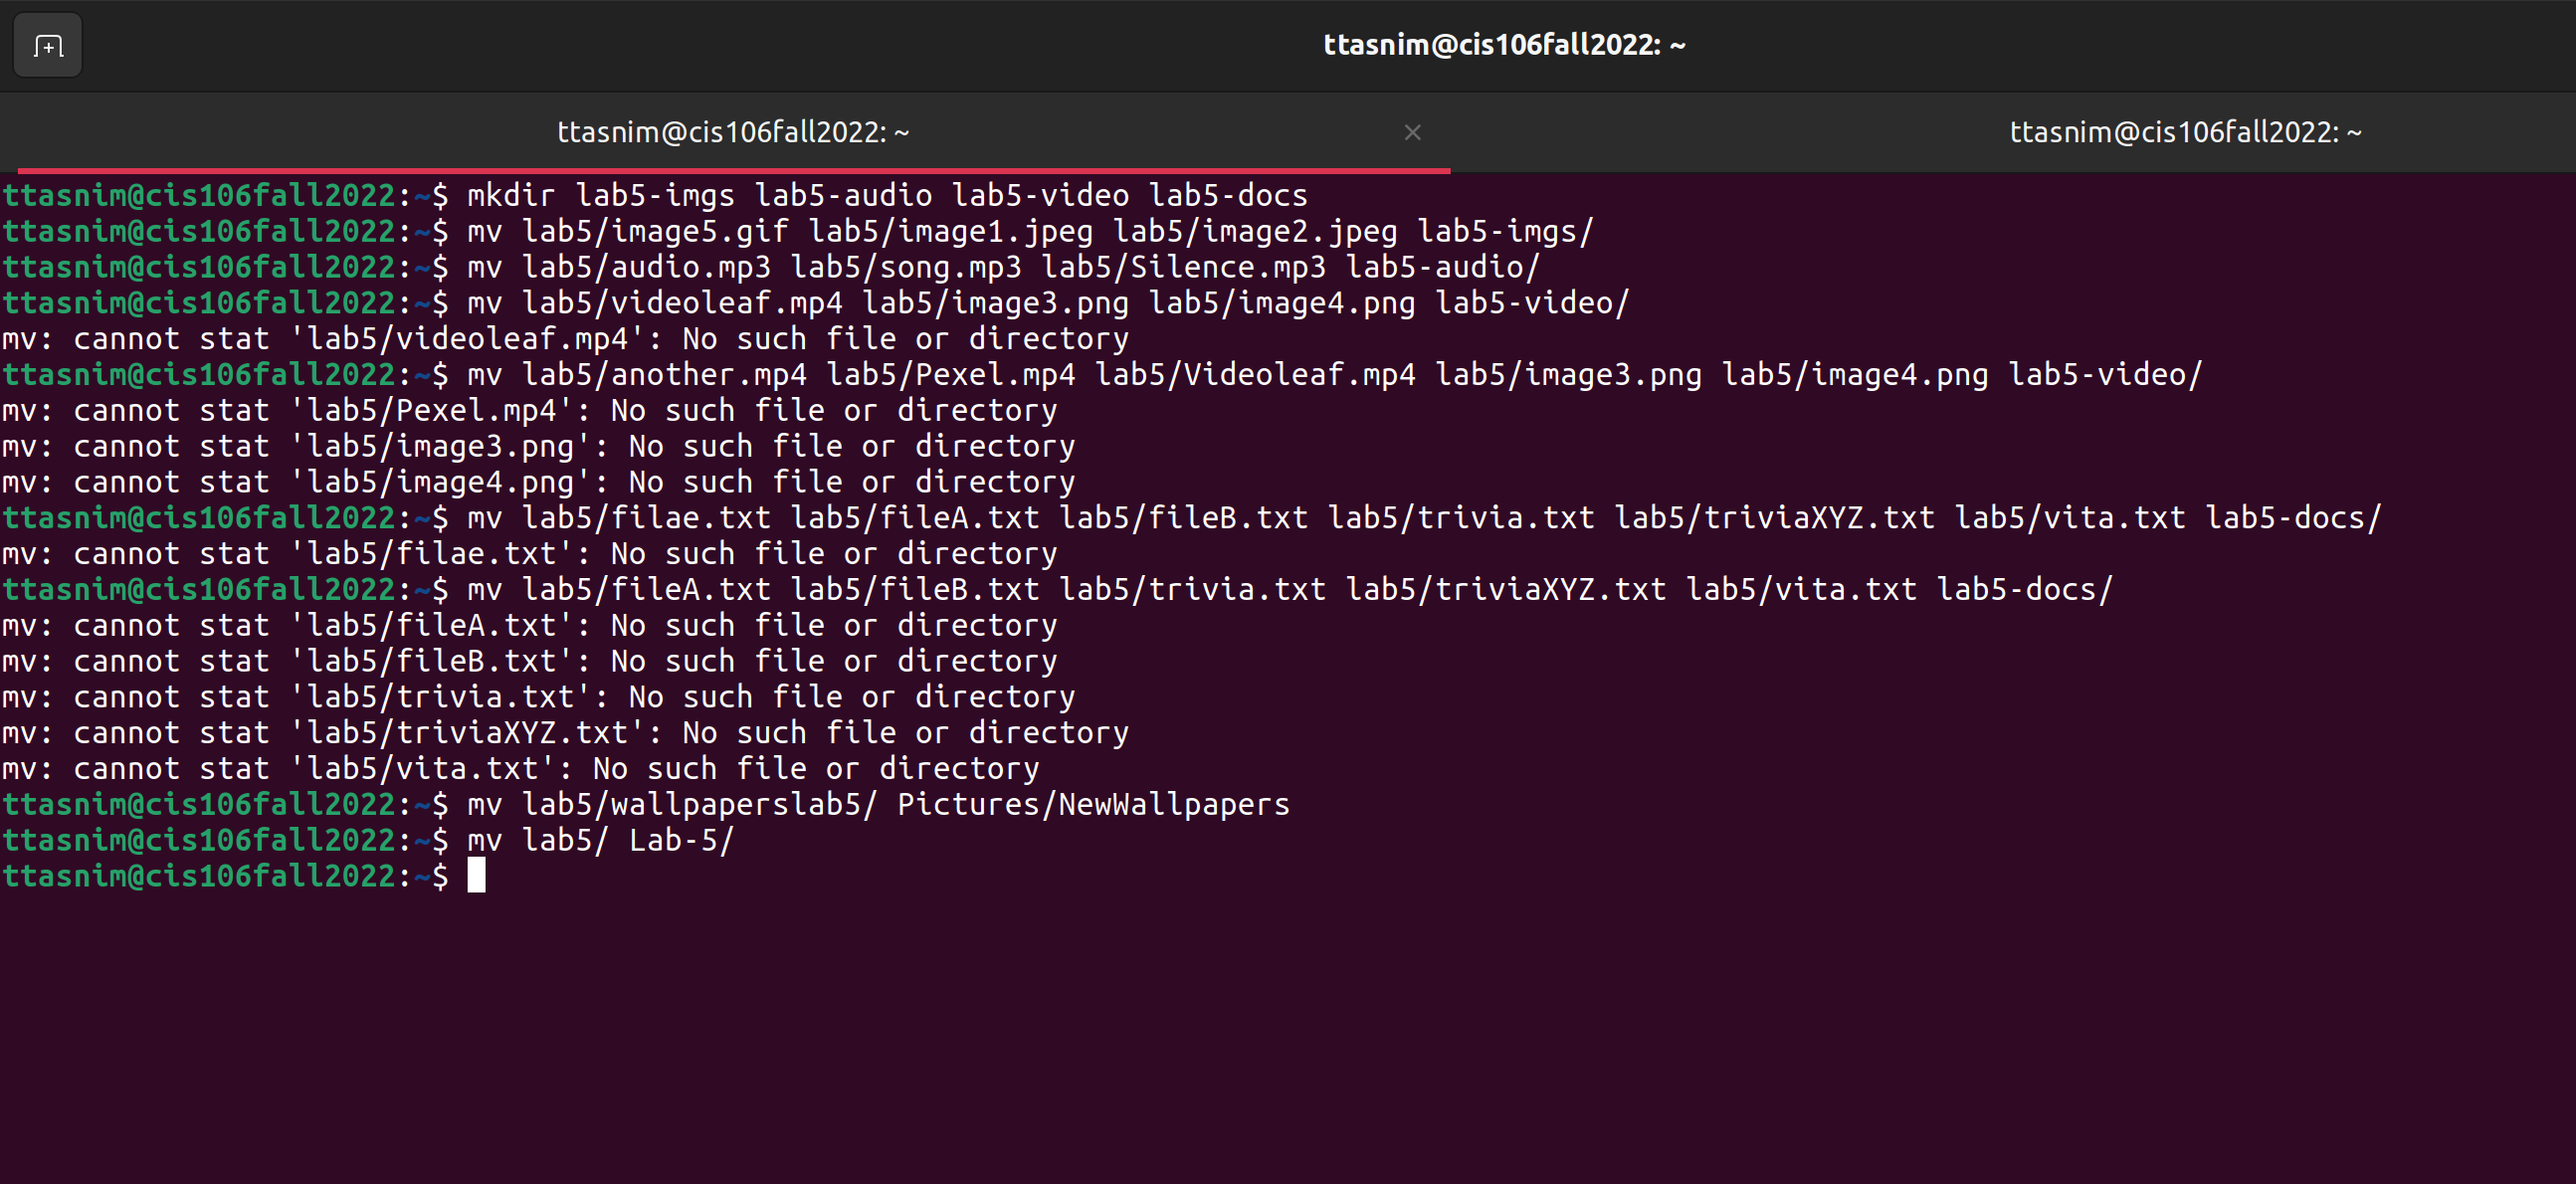 ttasnim@cis106fall2022: ~
ttasnim@cis106fall2022: ~ ×
ttasnim@cis106fall2022: ~
ttasnim@cis106fall2022:~$ mkdir lab5-imgs lab5-audio lab5-video lab5-docs
ttasnim@cis106fall2022:~$ mv lab5/image5.gif lab5/image1.jpeg lab5/image2.jpeg lab5-imgs/
ttasnim@cis106fall2022:~$ mv lab5/audio.mp3 lab5/song.mp3 lab5/Silence.mp3 lab5-audio/
ttasnim@cis106fall2022:~$ mv lab5/videoleaf.mp4 lab5/image3.png lab5/image4.png lab5-video/
mv: cannot stat 'lab5/videoleaf.mp4': No such file or directory
ttasnim@cis106fall2022:~$ mv lab5/another.mp4 lab5/Pexel.mp4 lab5/Videoleaf.mp4 lab5/image3.png lab5/image4.png lab5-video/
mv: cannot stat 'lab5/Pexel.mp4': No such file or directory
mv: cannot stat 'lab5/image3.png': No such file or directory
mv: cannot stat 'lab5/image4.png': No such file or directory
ttasnim@cis106fall2022:~$ mv lab5/filae.txt lab5/fileA.txt lab5/fileB.txt lab5/trivia.txt lab5/triviaXYZ.txt lab5/vita.txt lab5-docs/
mv: cannot stat 'lab5/filae.txt': No such file or directory
ttasnim@cis106fall2022:~$ mv lab5/fileA.txt lab5/fileB.txt lab5/trivia.txt lab5/triviaXYZ.txt lab5/vita.txt lab5-docs/
mv: cannot stat 'lab5/fileA.txt': No such file or directory
mv: cannot stat 'lab5/fileB.txt': No such file or directory
mv: cannot stat 'lab5/trivia.txt': No such file or directory
mv: cannot stat 'lab5/triviaXYZ.txt': No such file or directory
mv: cannot stat 'lab5/vita.txt': No such file or directory
ttasnim@cis106fall2022:~$ mv lab5/wallpaperslab5/ Pictures/NewWallpapers
ttasnim@cis106fall2022:~$ mv lab5/ Lab-5/
ttasnim@cis106fall2022:~$